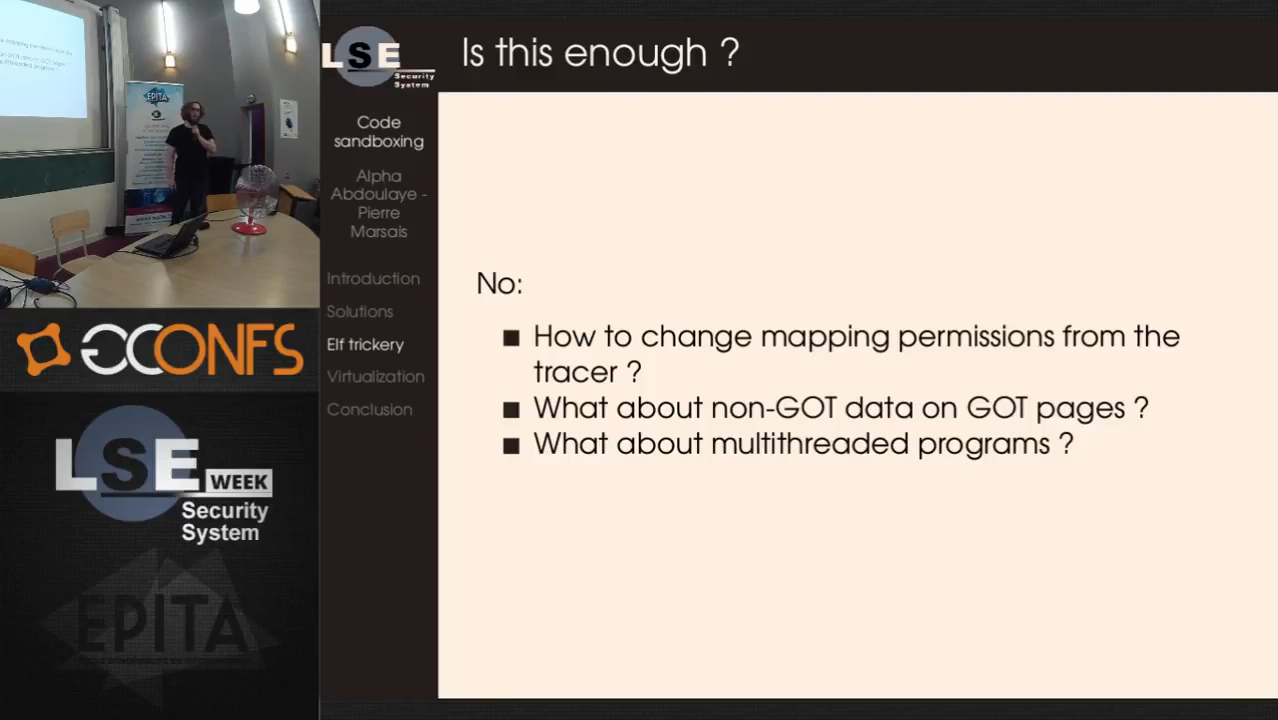 Is this enough ?
LSE
Security
System
Code
sandboxing
Alpha
Abdoulaye -
Pierre
Marsais
Introduction
Solutions
Elf trickery
Virtualization
Conclusion
No:
How to change mapping permissions from the
tracer ?
What about non-GOT data on GOT pages ?
What about multithreaded programs ?
EPITA
GCONFS
LSE WEEK
Security
System
EPITA